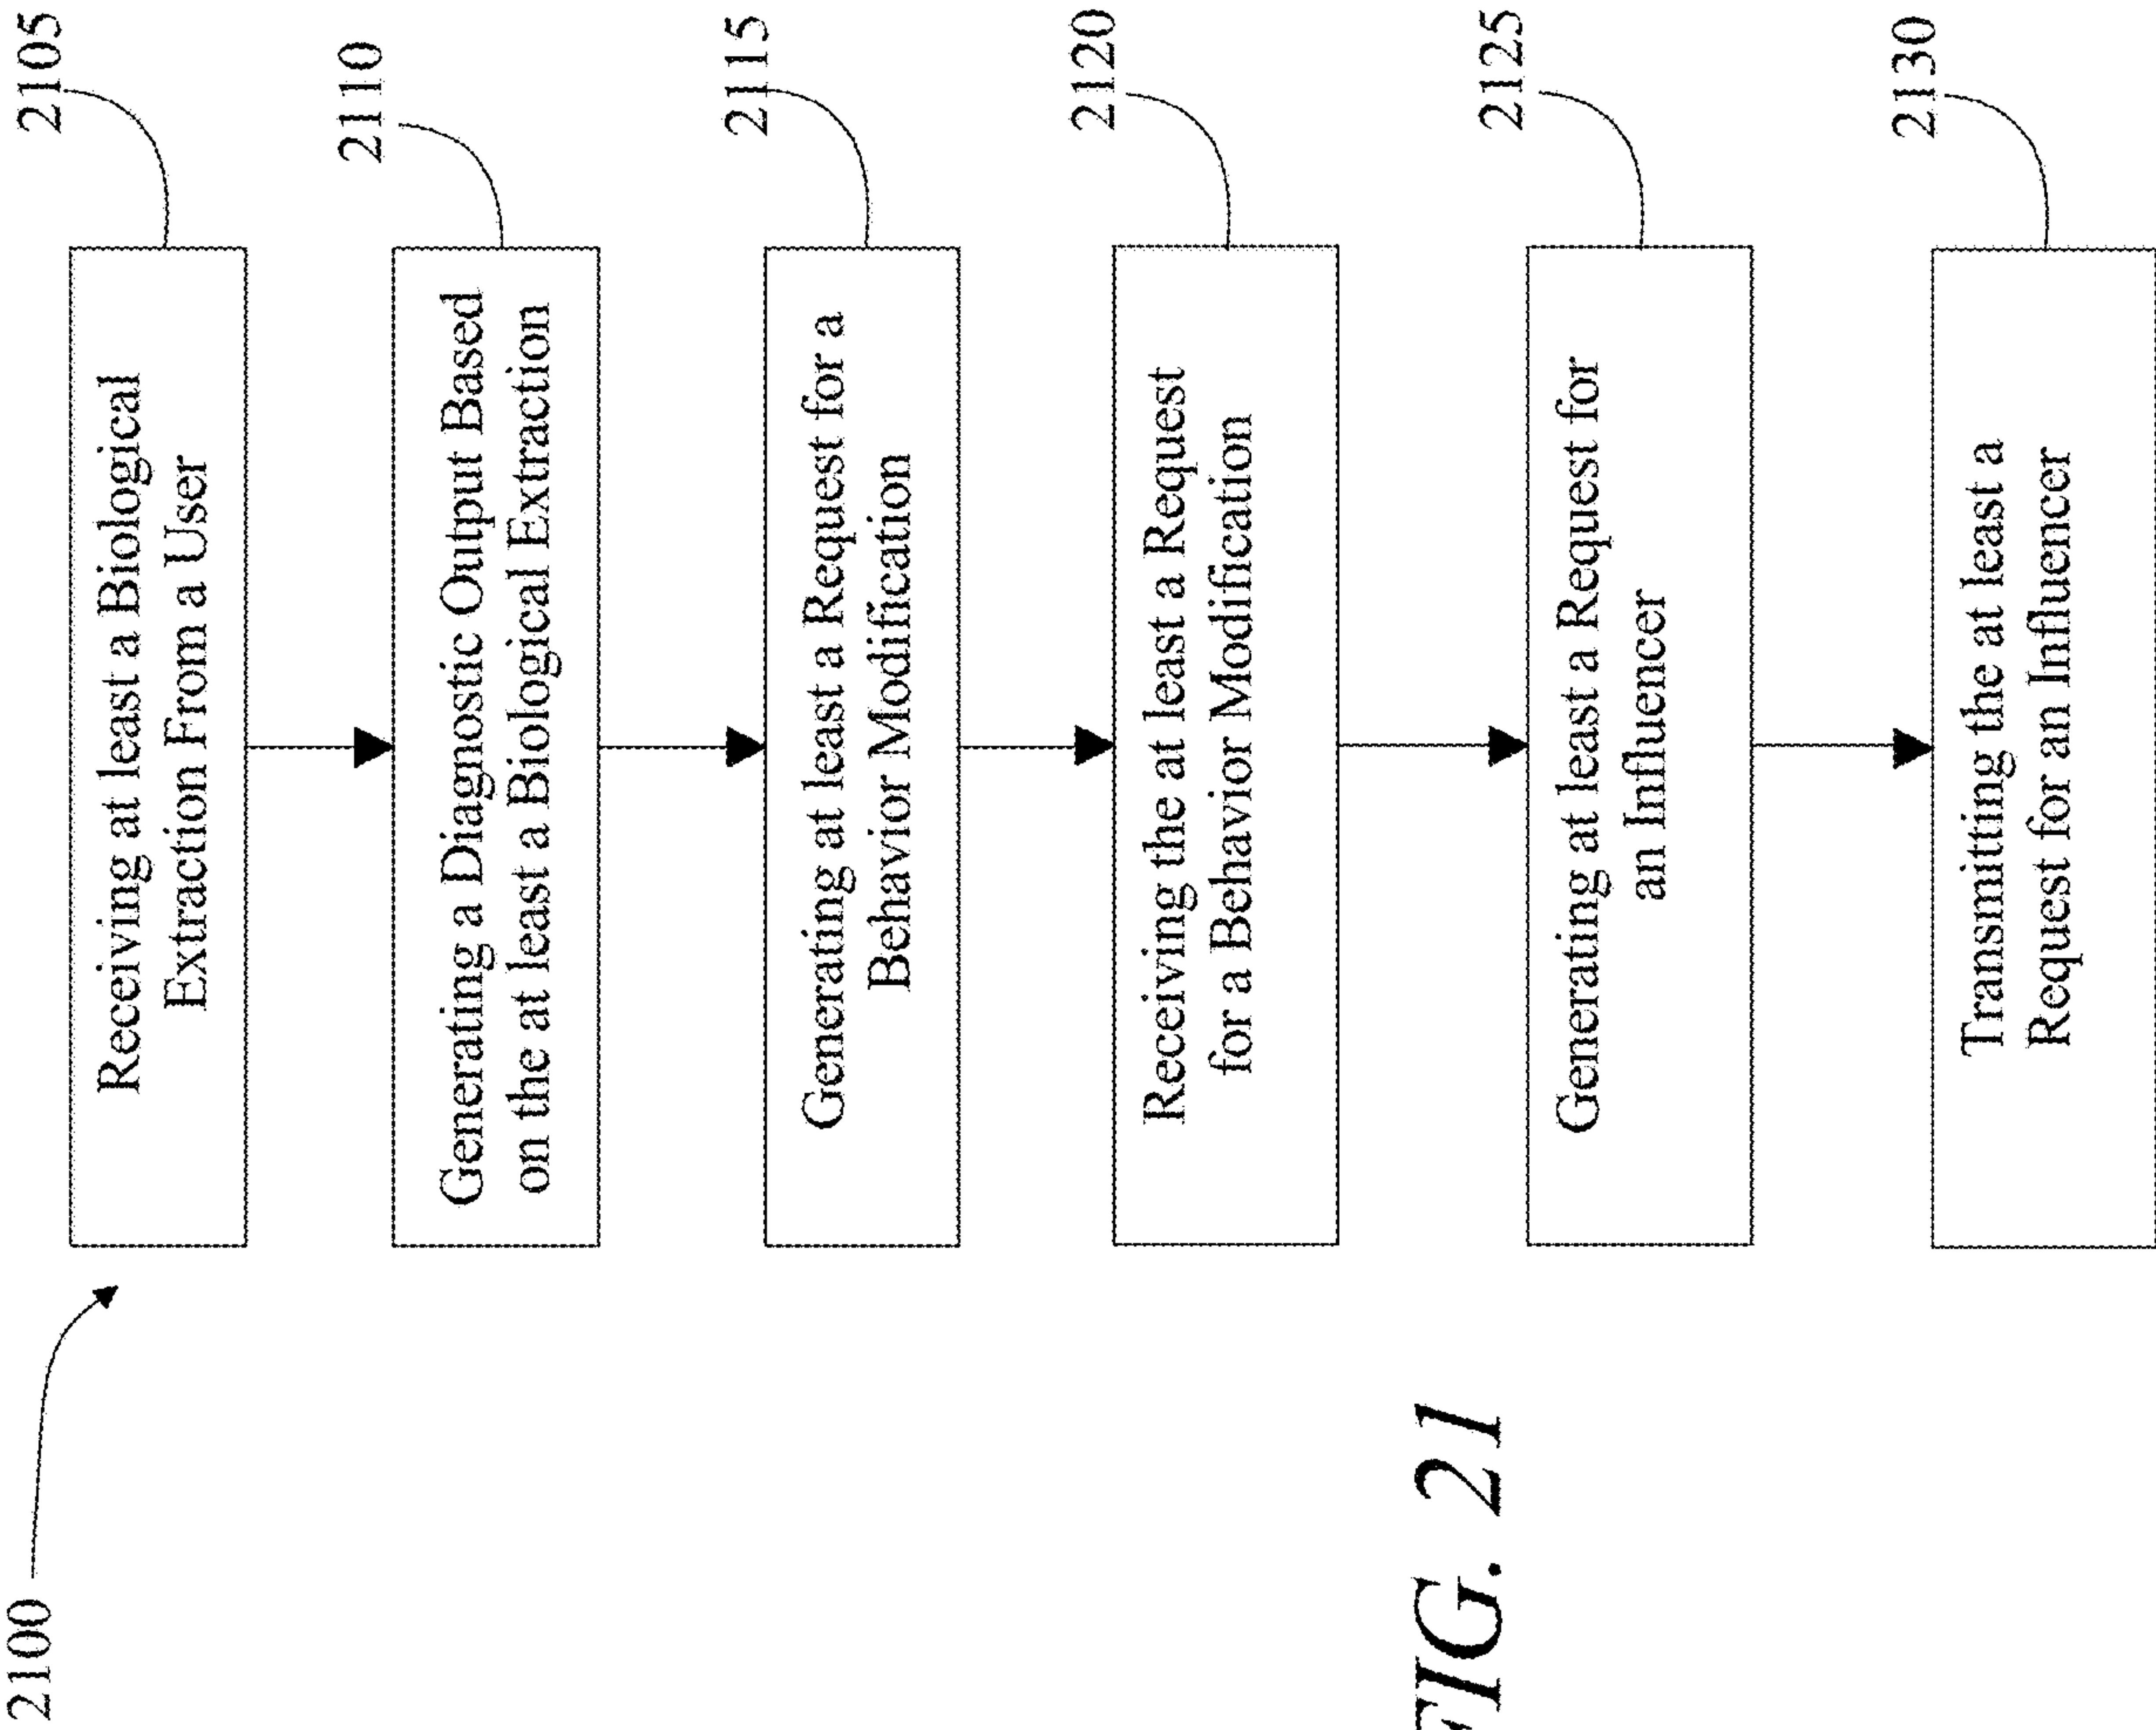 2100
2105
Receiving at least a Biological
Extraction From a User
2110
Generating a Diagnostic Output Based
on the at least a Biological Extraction
2115
Generating at least a Request for a
Behavior Modification
2120
Receiving the at least a Request
for a Behavior Modification
2125
Generating at least a Request for
an Influencer
2130
Transmitting the at least a
Request for an Influencer
FIG. 21